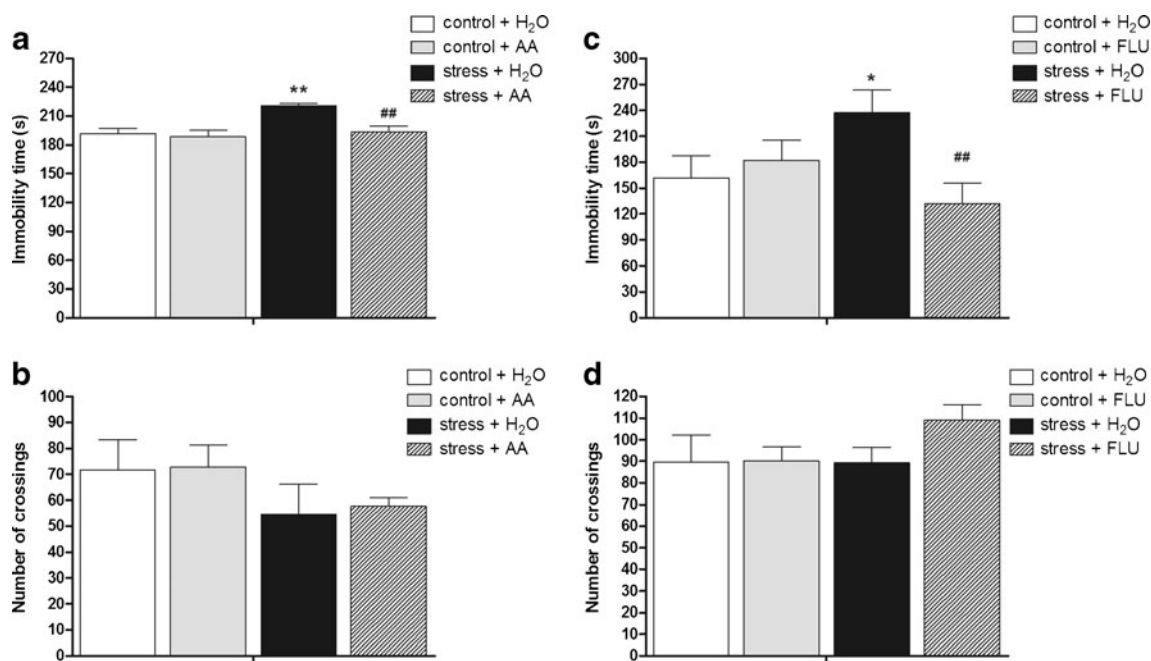 a
control + H₂O
control + AA
stress + H₂O
stress + AA
Immobility time (s)
270
240
210
180
150
120
90
60
30
0
**
##
c
control + H₂O
control + FLU
stress + H₂O
stress + FLU
Immobility time (s)
300
270
240
210
180
150
120
90
60
30
0
*
##
b
control + H₂O
control + AA
stress + H₂O
stress + AA
Number of crossings
100
90
80
70
60
50
40
30
20
10
0
d
control + H₂O
control + FLU
stress + H₂O
stress + FLU
Number of crossings
120
110
100
90
80
70
60
50
40
30
20
10
0